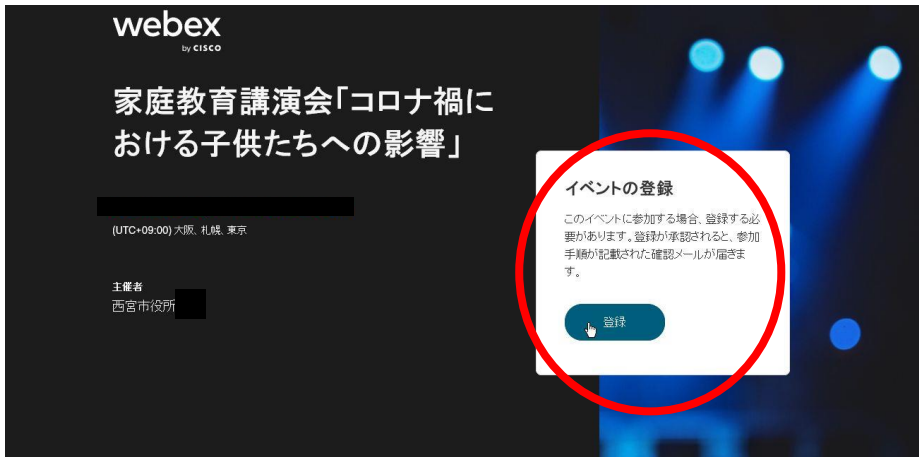 webex
by CISCO
家庭教育講演会「コロナ禍に
おける子供たちへの影響」
(UTC+09:00) 大阪、札幌、東京
主催者
西宮市役所
イベントの登録
このイベントに参加する場合、登録する必
要があります。登録が承認されると、参加
手順が記載された確認メールが届きま
す。
登録